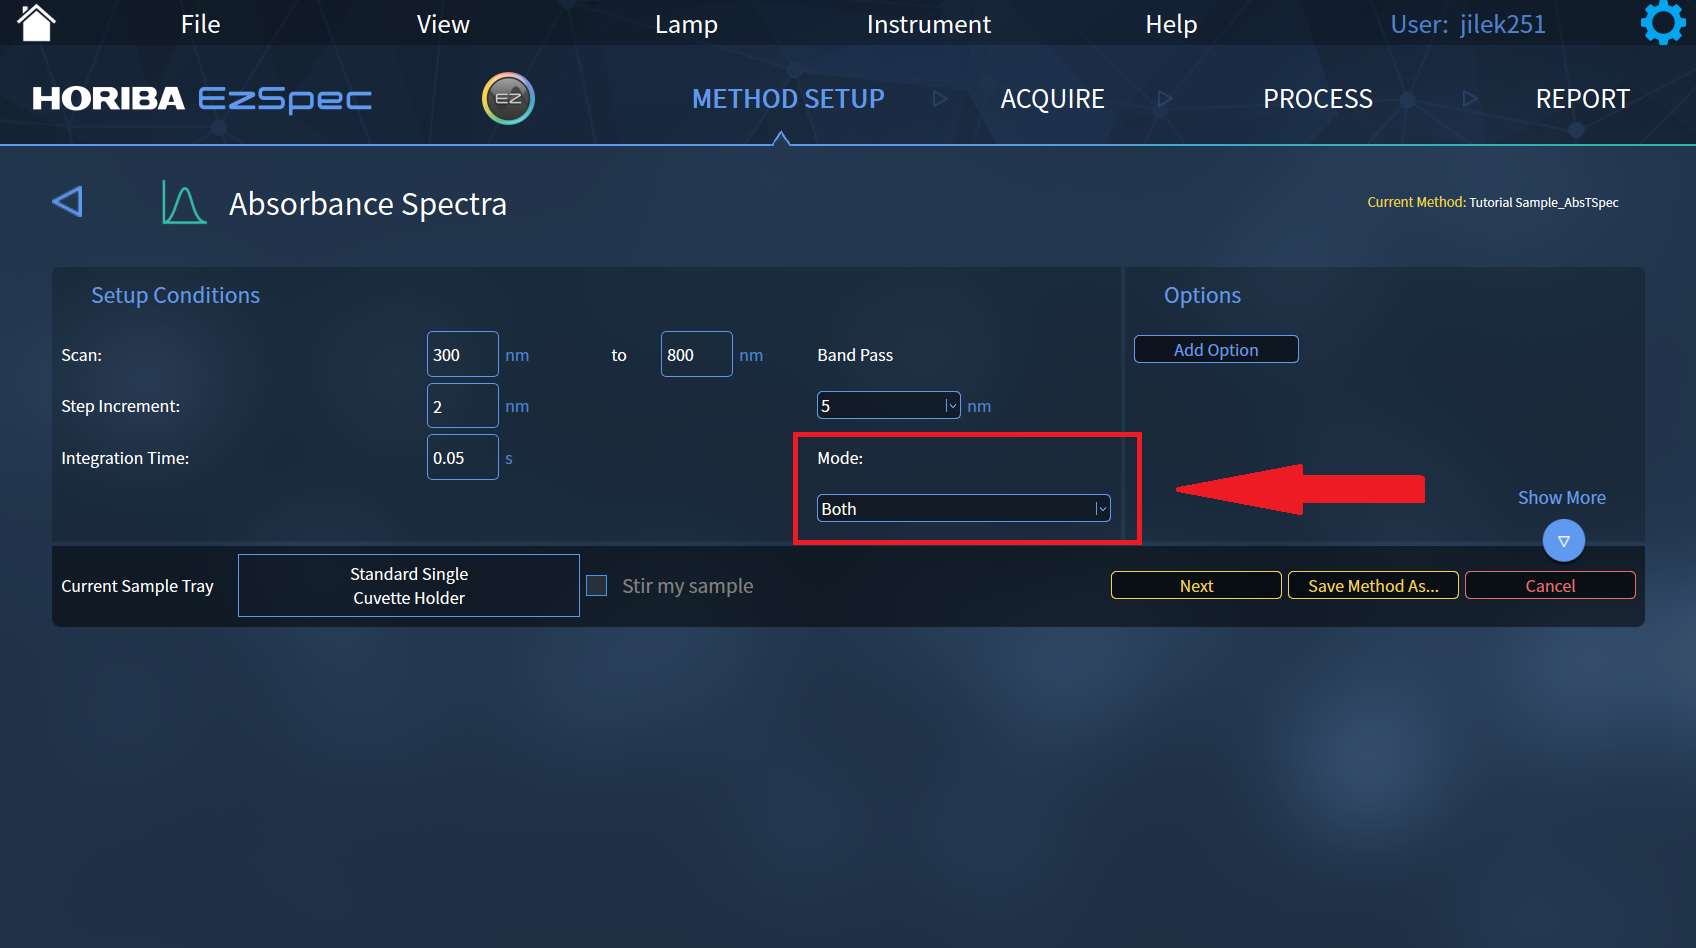 File View Lamp Instrument Help User: jilek251
HORIBA EzSpec EZ METHOD SETUP ACQUIRE PROCESS REPORT
Absorbance Spectra
Current Method: Tutorial Sample_AbsTSpec
Setup Conditions
Options
Scan: 300 nm to 800 nm Band Pass
Add Option
Step Increment: 2 nm 5 nm
Integration Time: 0.05 s Mode:
Show More
Both
Current Sample Tray
Standard Single
Cuvette Holder
Stir my sample
Next Save Method As... Cancel